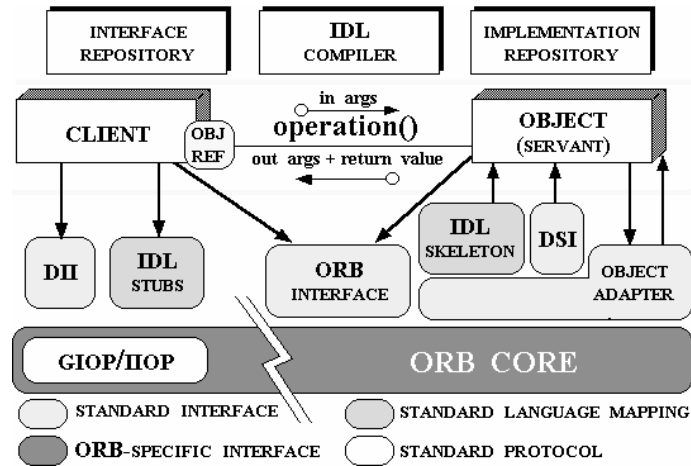 INTERFACE
REPOSITORY
IDL
COMPILER
IMPLEMENTATION
REPOSITORY
CLIENT
OBJ
REF
in args
operation()
out args + return value
OBJECT
(SERVANT)
DII
IDL
STUBS
ORB
INTERFACE
IDL
SKELETON
DSI
OBJECT
ADAPTER
GIOP/IIOP
ORB CORE
STANDARD INTERFACE
STANDARD LANGUAGE MAPPING
ORB-SPECIFIC INTERFACE
STANDARD PROTOCOL